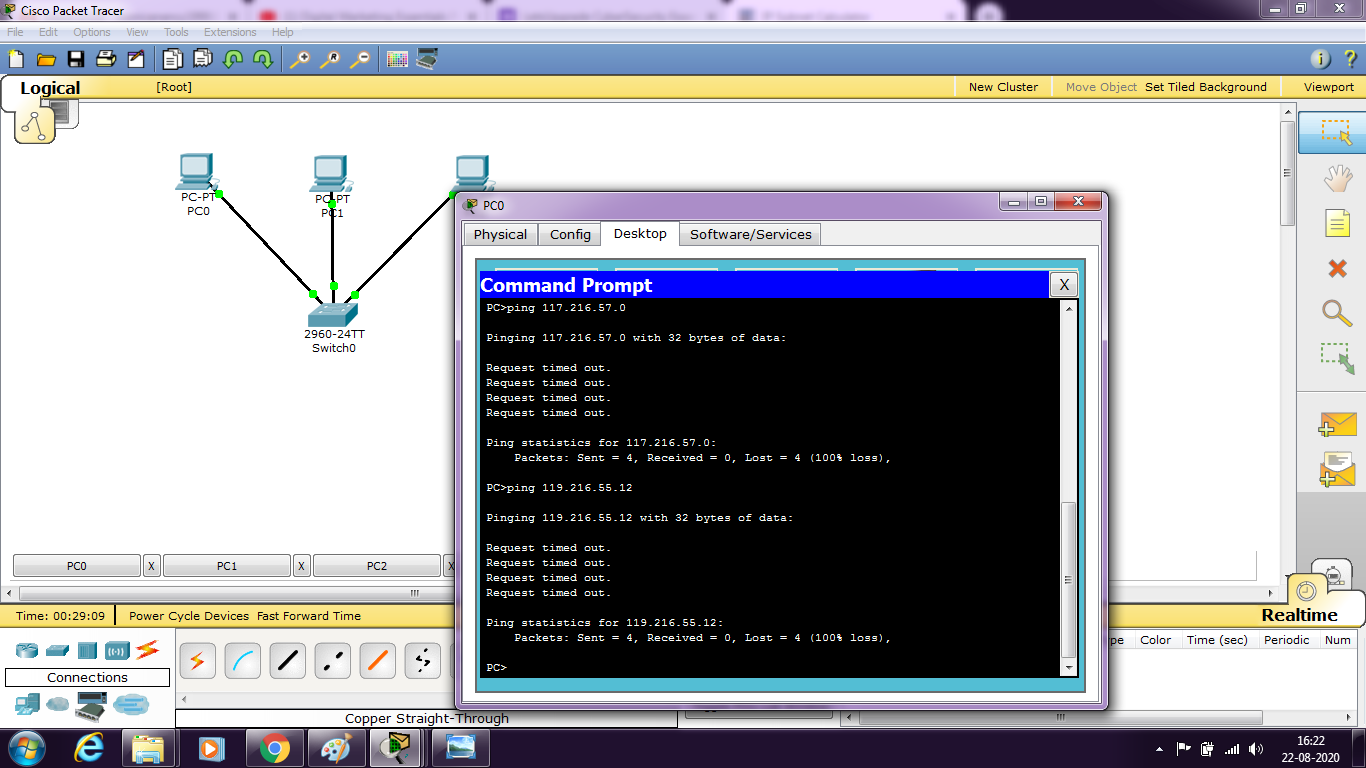 Cisco Packet Tracer
File Edit Options View Tools Extensions Help
Logical [Root] New Cluster Move Object Set Tiled Background Viewport
PC-PT
PC0
PC-PT
PC1
2960-24TT
Switch0
PC0
Physical Config Desktop Software/Services
Command Prompt X
PC>ping 117.216.57.0
Pinging 117.216.57.0 with 32 bytes of data:
Request timed out.
Request timed out.
Request timed out.
Request timed out.
Ping statistics for 117.216.57.0:
Packets: Sent = 4, Received = 0, Lost = 4 (100% loss),
PC>ping 119.216.55.12
Pinging 119.216.55.12 with 32 bytes of data:
Request timed out.
Request timed out.
Request timed out.
Request timed out.
Ping statistics for 119.216.55.12:
Packets: Sent = 4, Received = 0, Lost = 4 (100% loss),
PC>
PC0 X PC1 X PC2 X
Time: 00:29:09 Power Cycle Devices Fast Forward Time
Realtime
Color Time (sec) Periodic Num
Connections
Copper Straight-Through
16:22
22-08-2020